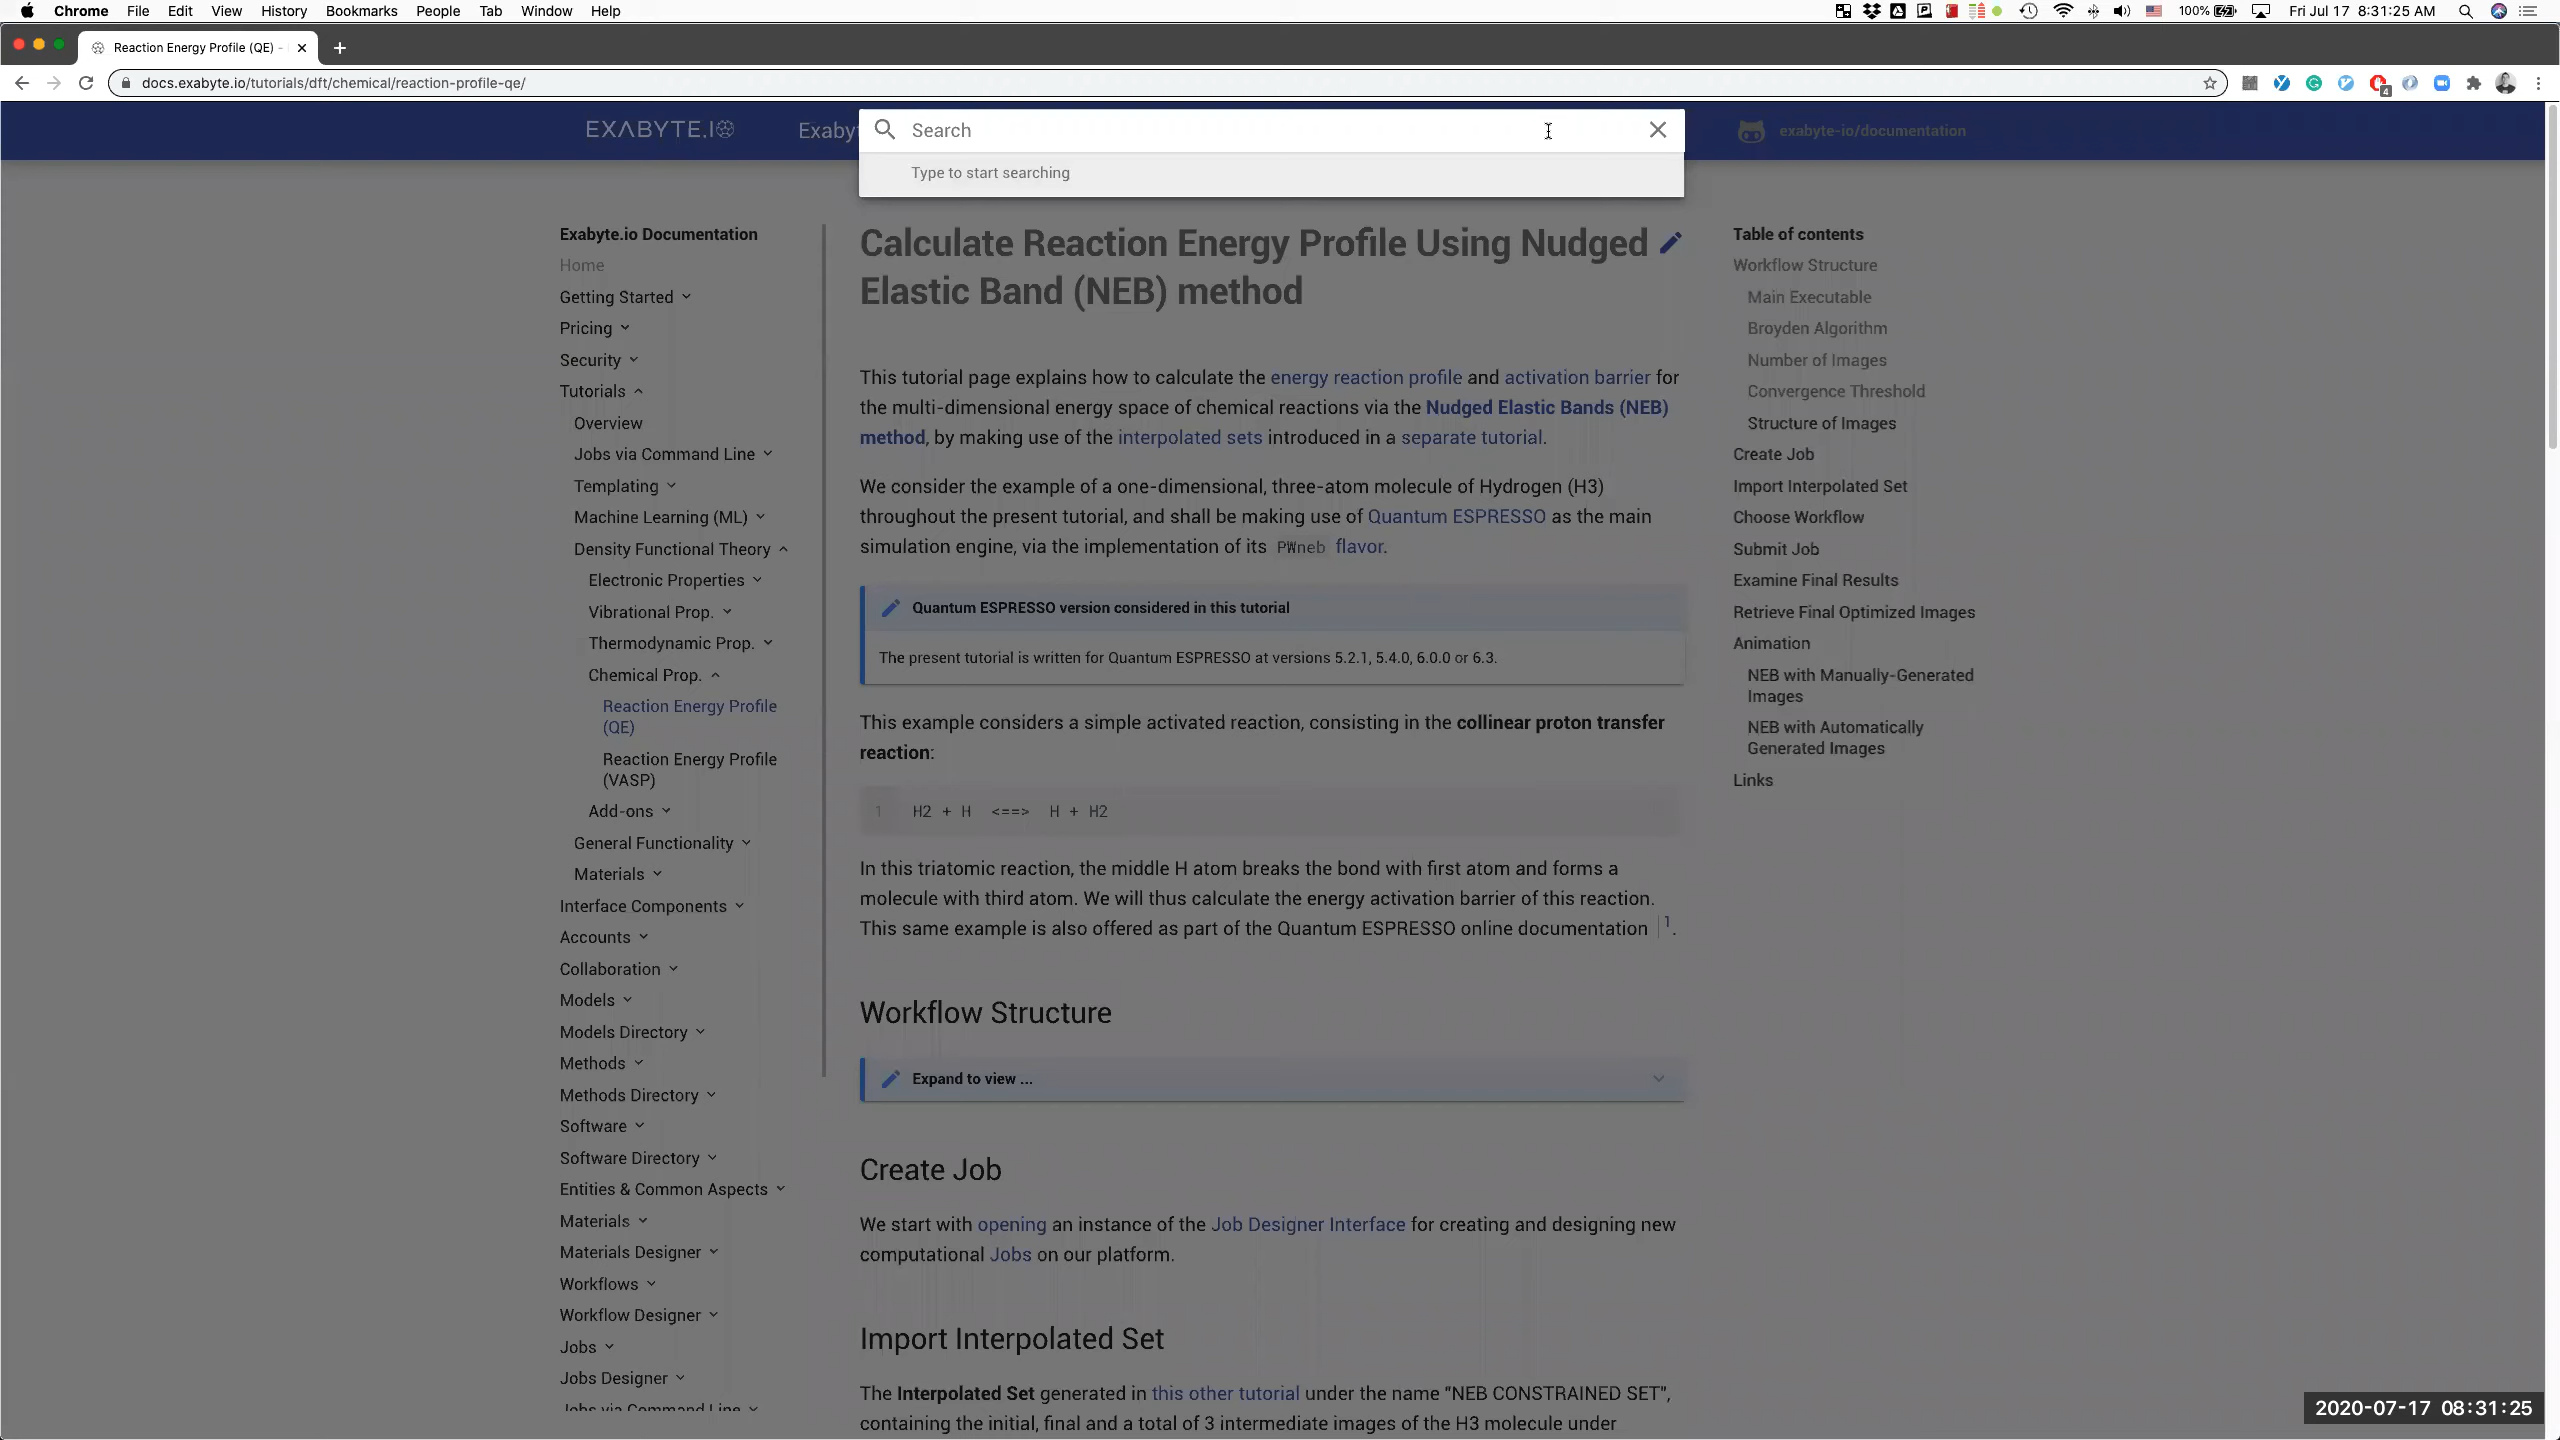 Chrome File Edit View History Bookmarks People Tab Window Help
100% Fri Jul 17 8:31:25 AM
Reaction Energy Profile (QE) -
docs.exabyte.io/tutorials/dft/chemical/reaction-profile-qe/
4
EXABYTE.IO
Exaby
Search
exabyte-io/documentation
Type to start searching
Exabyte.io Documentation
Home
Getting Started
Pricing
Security
Tutorials
Overview
Jobs via Command Line
Templating
Machine Learning (ML)
Density Functional Theory
Electronic Properties
Vibrational Prop.
Thermodynamic Prop.
Chemical Prop.
Reaction Energy Profile
(QE)
Reaction Energy Profile
(VASP)
Add-ons
General Functionality
Materials
Interface Components
Accounts
Collaboration
Models
Models Directory
Methods
Methods Directory
Software
Software Directory
Entities & Common Aspects
Materials
Materials Designer
Workflows
Workflow Designer
Jobs
Jobs Designer
Jobs via Command Line
Calculate Reaction Energy Profile Using Nudged
Elastic Band (NEB) method
This tutorial page explains how to calculate the energy reaction profile and activation barrier for
the multi-dimensional energy space of chemical reactions via the Nudged Elastic Bands (NEB)
method, by making use of the interpolated sets introduced in a separate tutorial.
We consider the example of a one-dimensional, three-atom molecule of Hydrogen (H3)
throughout the present tutorial, and shall be making use of Quantum ESPRESSO as the main
simulation engine, via the implementation of its PWneb flavor.
Quantum ESPRESSO version considered in this tutorial
The present tutorial is written for Quantum ESPRESSO at versions 5.2.1, 5.4.0, 6.0.0 or 6.3.
This example considers a simple activated reaction, consisting in the collinear proton transfer
reaction:
1 H2 + H <==> H + H2
In this triatomic reaction, the middle H atom breaks the bond with first atom and forms a
molecule with third atom. We will thus calculate the energy activation barrier of this reaction.
This same example is also offered as part of the Quantum ESPRESSO online documentation 1.
Workflow Structure
Expand to view ...
Create Job
We start with opening an instance of the Job Designer Interface for creating and designing new
computational Jobs on our platform.
Import Interpolated Set
The Interpolated Set generated in this other tutorial under the name "NEB CONSTRAINED SET",
containing the initial, final and a total of 3 intermediate images of the H3 molecule under
Table of contents
Workflow Structure
Main Executable
Broyden Algorithm
Number of Images
Convergence Threshold
Structure of Images
Create Job
Import Interpolated Set
Choose Workflow
Submit Job
Examine Final Results
Retrieve Final Optimized Images
Animation
NEB with Manually-Generated
Images
NEB with Automatically
Generated Images
Links
2020-07-17 08:31:25